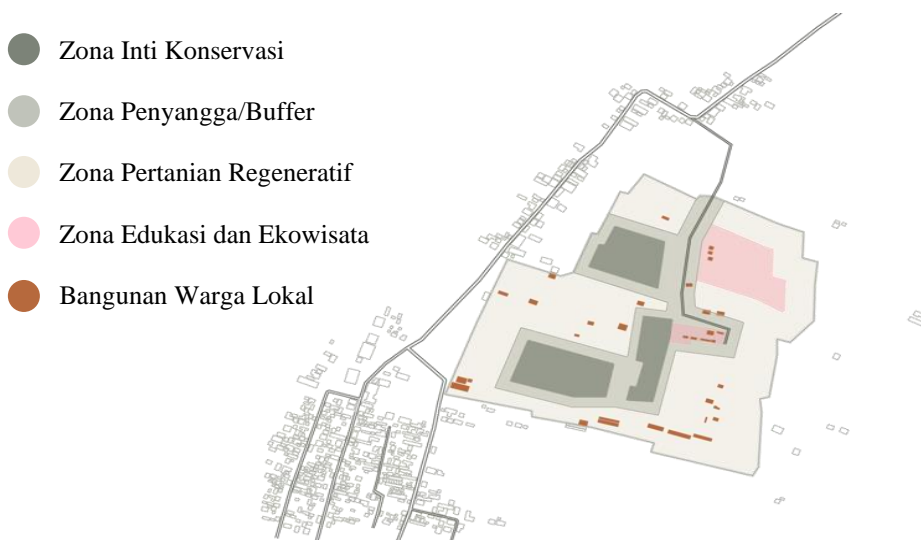 Zona Inti Konservasi
Zona Penyangga/Buffer
Zona Pertanian Regeneratif
Zona Edukasi dan Ekowisata
Bangunan Warga Lokal